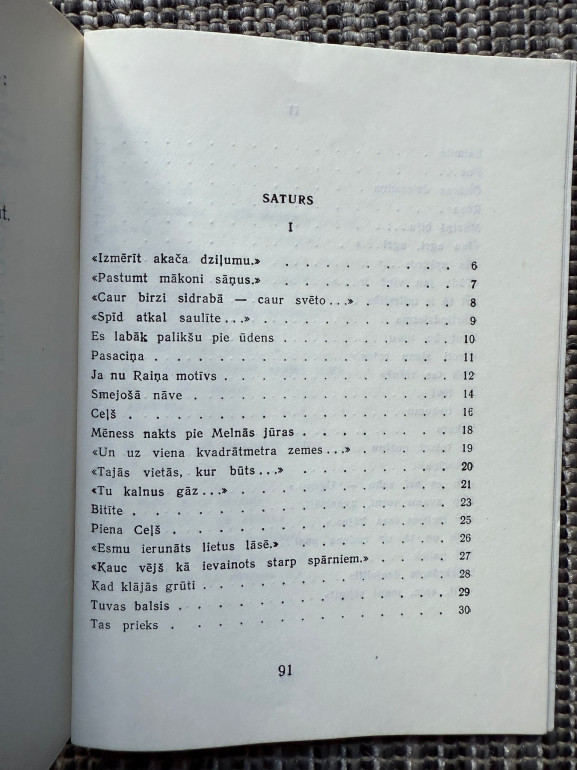 SATURS
I
«Izmērīt akača dziļumu.» . . . . . . . . . 6
«Pastumt mākoni sāņus.» . . . . . . . . . 7
«Caur birzi sidrabā — caur svēto...» . . . . . 8
«Spīd atkal saulīte...» . . . . . . . . . 9
Es labāk palikšu pie ūdens . . . . . . . . 10
Pasaciņa . . . . . . . . . . . . . 11
Ja nu Raiņa motīvs . . . . . . . . . . 12
Smejošā nāve . . . . . . . . . . . 14
Ceļš . . . . . . . . . . . . . . 16
Mēness nakts pie Melnās jūras . . . . . . . 18
«Un uz viena kvadrātmetra zemes...» . . . . . 19
«Tajās vietās, kur būts...» . . . . . . . . 20
«Tu kalnus gāz...» . . . . . . . . . . 21
Bitīte . . . . . . . . . . . . . . 23
Piena Ceļš . . . . . . . . . . . . 25
«Esmu ierunāts lietus lāsē.» . . . . . . . . 26
«Kauc vējš kā ievainots starp spārniem.» . . . . 27
Kad klājās grūti . . . . . . . . . . . 28
Tuvas balsis . . . . . . . . . . . . 29
Tas prieks . . . . . . . . . . . . 30
91